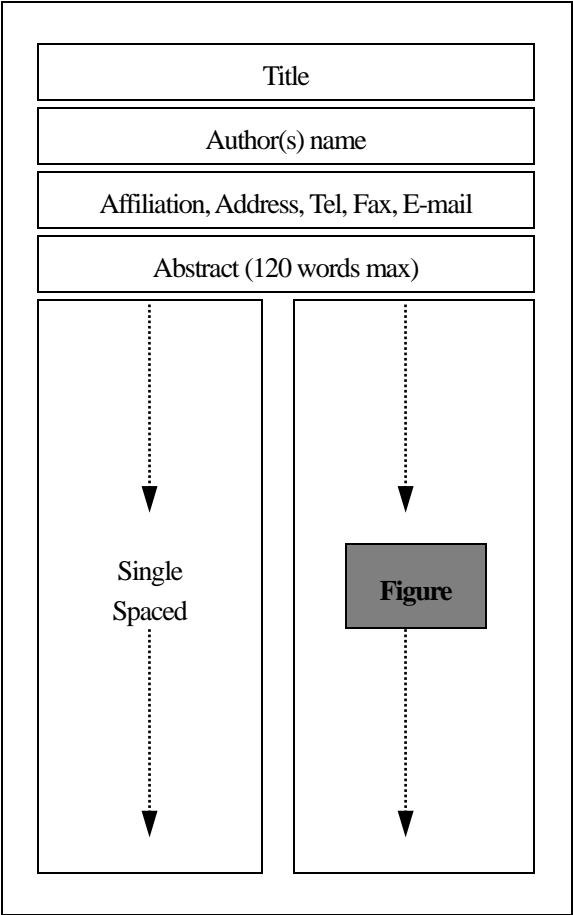 Title
Author(s) name
Affiliation, Address, Tel, Fax, E-mail
Abstract (120 words max)
Single
Spaced
Figure